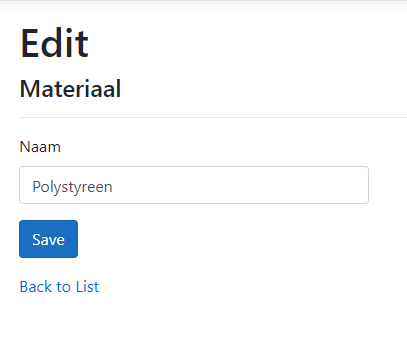 Edit
Materiaal
Naam
Polystyreen
Save
Back to List